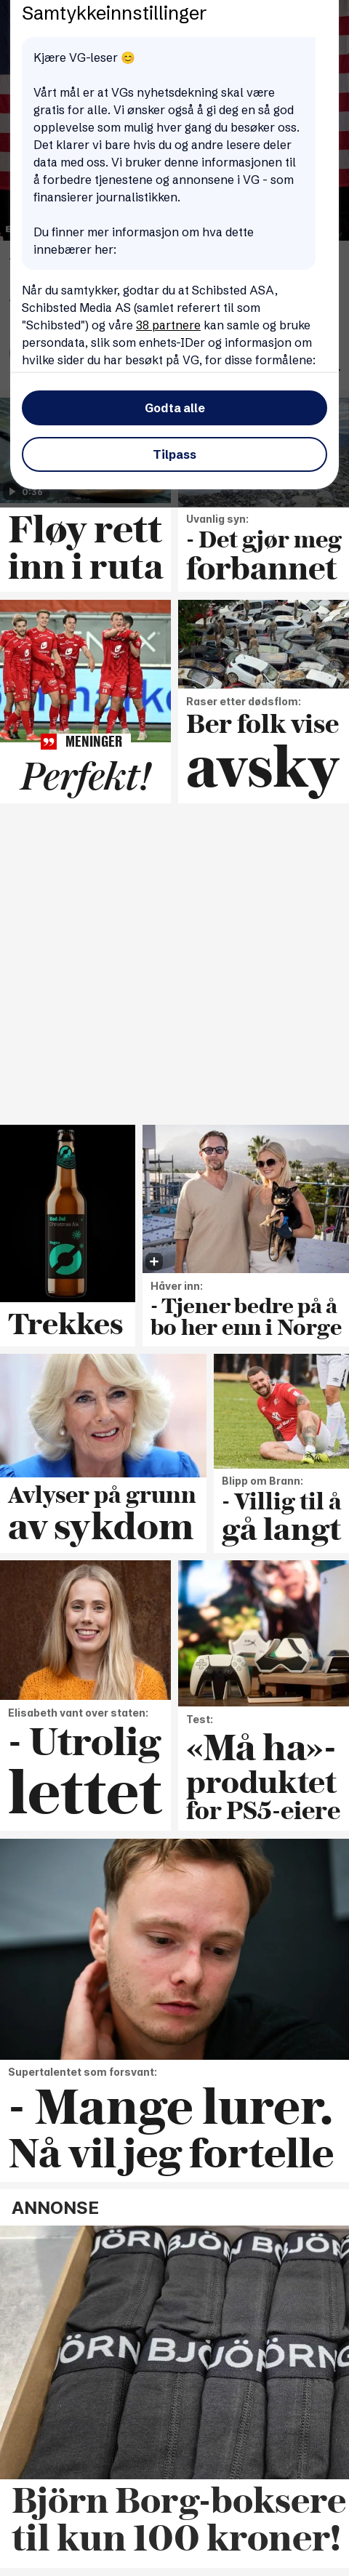 Samtykkeinnstillinger
Kjære VG-leser 😊
Vårt mål er at VGs nyhetsdekning skal være
gratis for alle. Vi ønsker også å gi deg en så god
opplevelse som mulig hver gang du besøker oss.
Det klarer vi bare hvis du og andre lesere deler
data med oss. Vi bruker denne informasjonen til
å forbedre tjenestene og annonsene i VG - som
finansierer journalistikken.
Du finner mer informasjon om hva dette
innebærer her:
Når du samtykker, godtar du at Schibsted ASA,
Schibsted Media AS (samlet referert til som
"Schibsted") og våre 38 partnere kan samle og bruke
persondata, slik som enhets-IDer og informasjon om
hvilke sider du har besøkt på VG, for disse formålene:
Godta alle
Tilpass
0:36
Fløy rett
inn i ruta
Uvanlig syn:
- Det gjør meg
forbannet
MENINGER
Perfekt!
Raser etter dødsflom:
Ber folk vise
avsky
Trekkes
Håver inn:
- Tjener bedre på å
bo her enn i Norge
Avlyser på grunn
av sykdom
Blipp om Brann:
- Villig til å
gå langt
Elisabeth vant over staten:
- Utrolig
lettet
Test:
«Må ha»-
produktet
for PS5-eiere
Supertalentet som forsvant:
- Mange lurer.
Nå vil jeg fortelle
ANNONSE
Björn Borg-boksere
til kun 100 kroner!